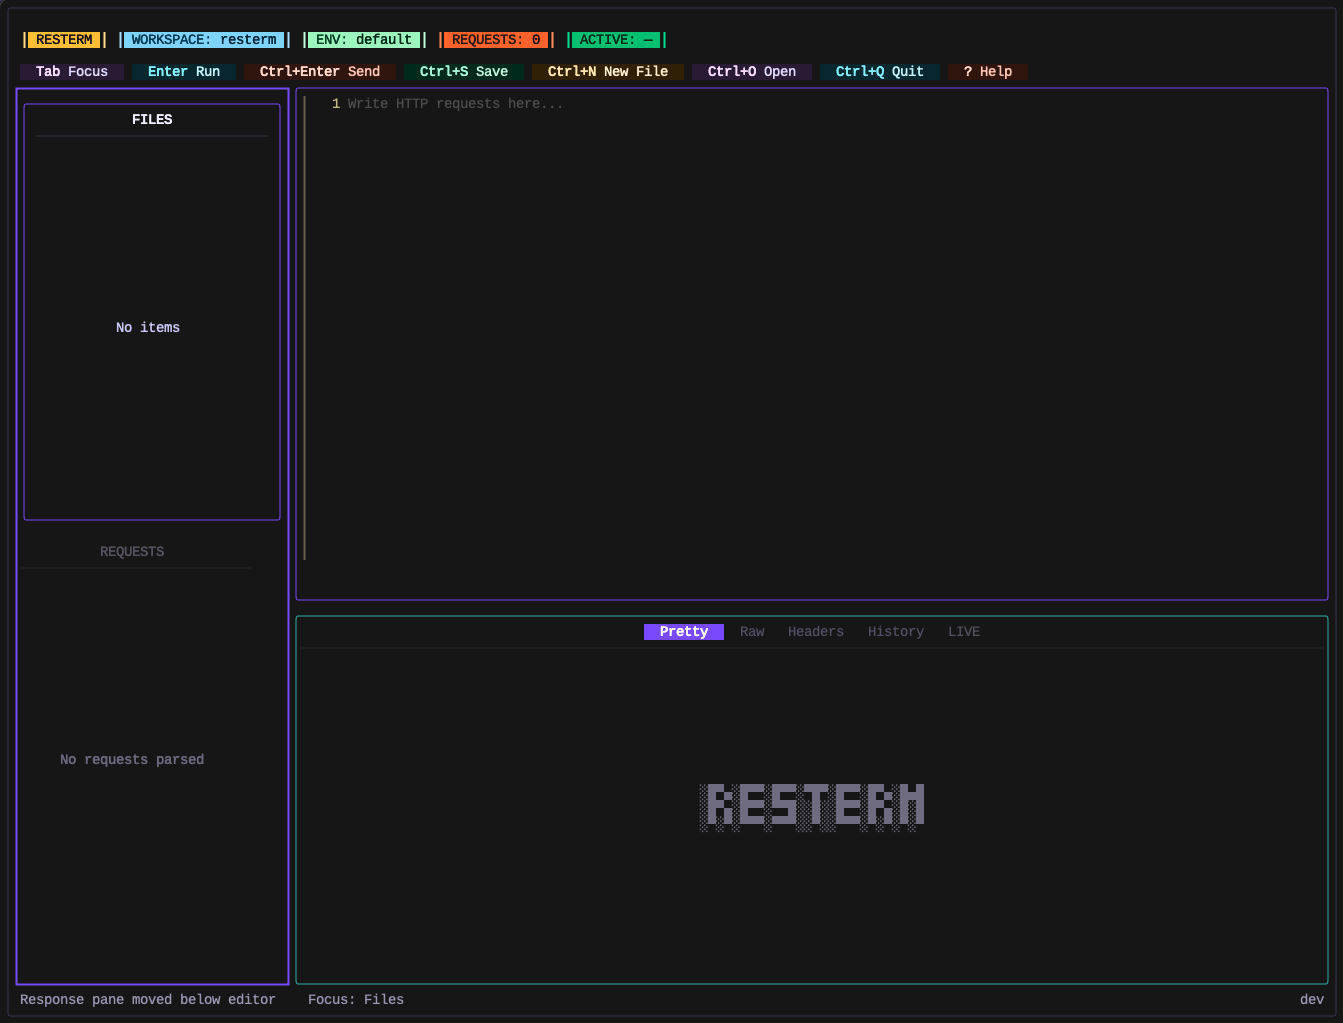 RESTERM WORKSPACE: resterm ENV: default REQUESTS: 0 ACTIVE: —
Tab Focus Enter Run Ctrl+Enter Send Ctrl+S Save Ctrl+N New File Ctrl+O Open Ctrl+Q Quit ? Help
FILES
No items
REQUESTS
No requests parsed
1 Write HTTP requests here...
Pretty Raw Headers History LIVE
RESTERM
Response pane moved below editor Focus: Files dev